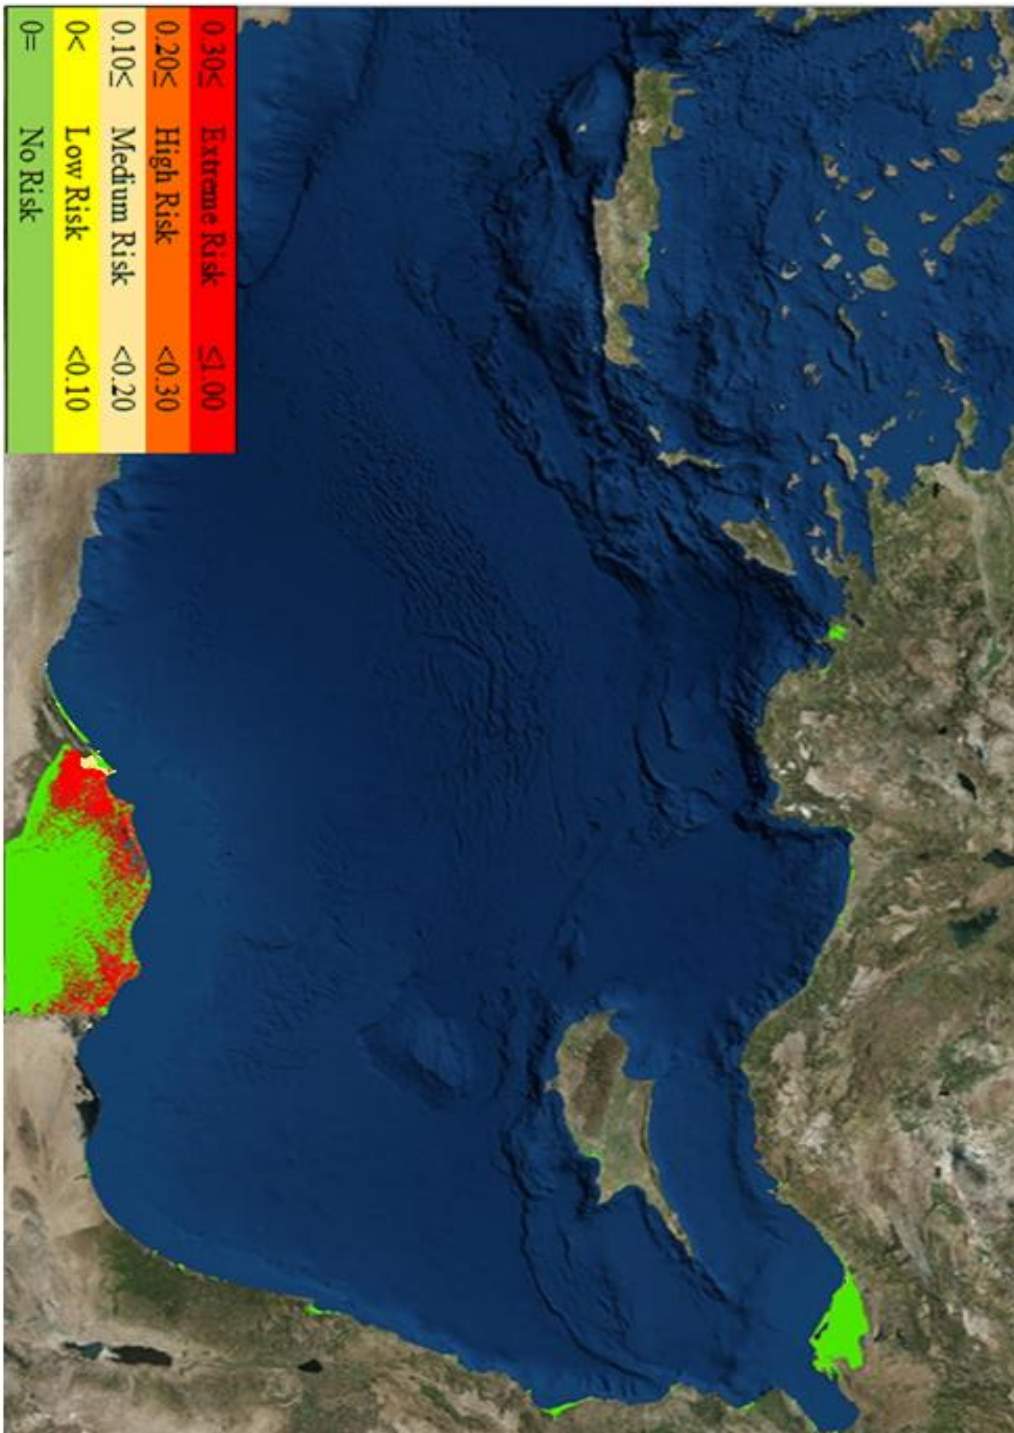 0.30≤ Extreme Risk ≤1.00
0.20≤ High Risk <0.30
0.10≤ Medium Risk <0.20
0< Low Risk <0.10
0= No Risk